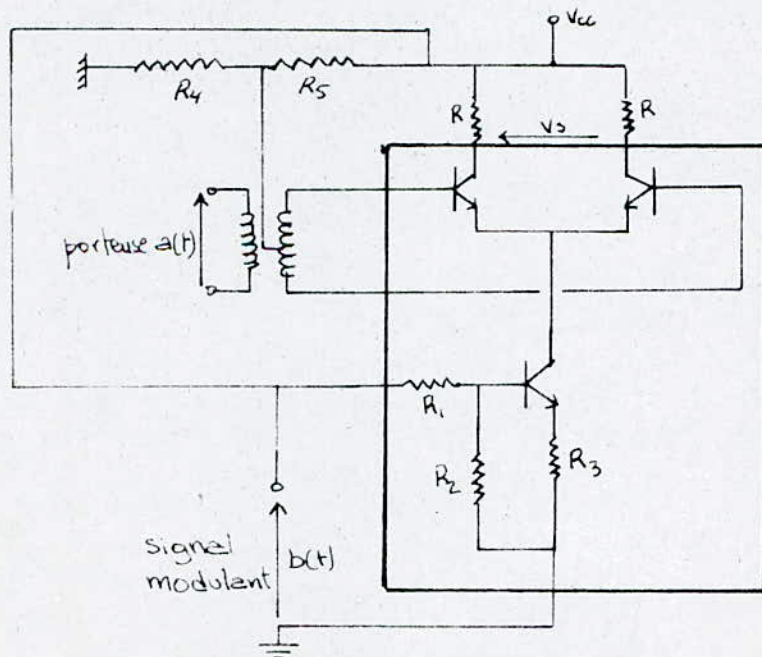 Vcc
R4
R5
R
Vs
R
porteuse a(t)
R1
R2
R3
signal
modulant
b(t)